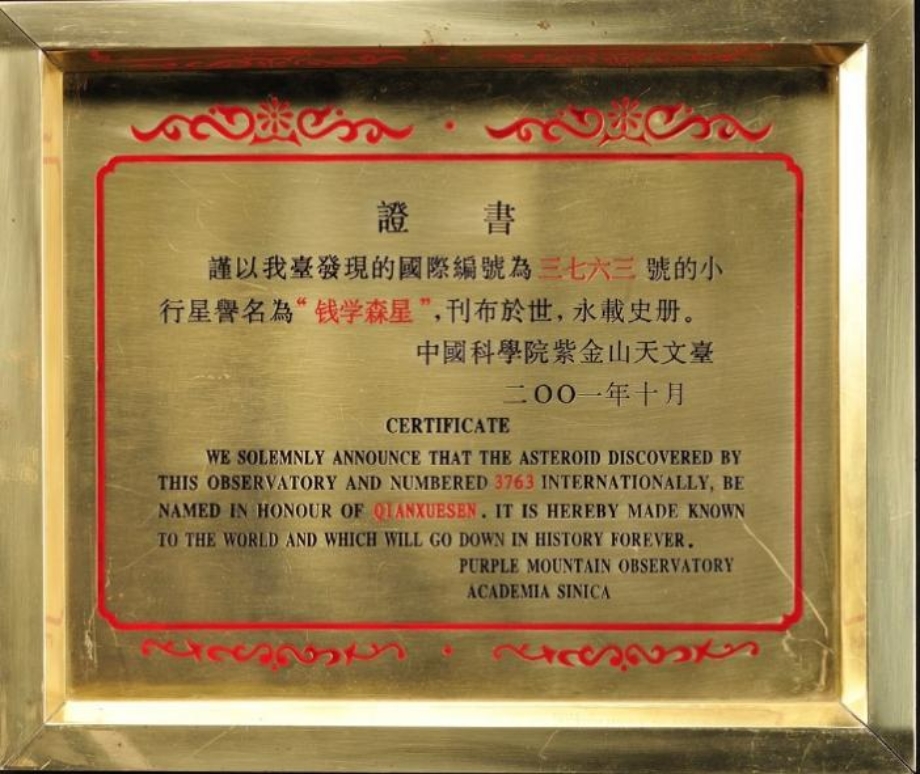 證 書
謹以我臺發現的國際編號為 三七六三 號的小
行星譽名為“钱学森星”,刊布於世,永載史册。
中國科學院紫金山天文臺
二OO一年十月
CERTIFICATE
WE SOLEMNLY ANNOUNCE THAT THE ASTEROID DISCOVERED BY
THIS OBSERVATORY AND NUMBERED 3763 INTERNATIONALLY, BE
NAMED IN HONOUR OF QIANXUESEN. IT IS HEREBY MADE KNOWN
TO THE WORLD AND WHICH WILL GO DOWN IN HISTORY FOREVER.
PURPLE MOUNTAIN OBSERVATORY
ACADEMIA SINICA